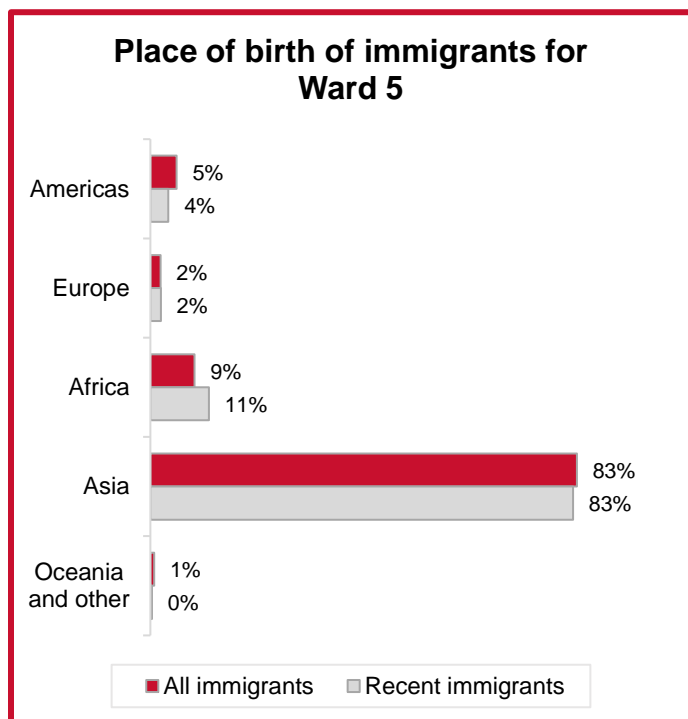 Place of birth of immigrants for
Ward 5
Americas
5%
4%
Europe
2%
2%
Africa
9%
11%
Asia
83%
83%
Oceania
and other
1%
0%
All immigrants
Recent immigrants